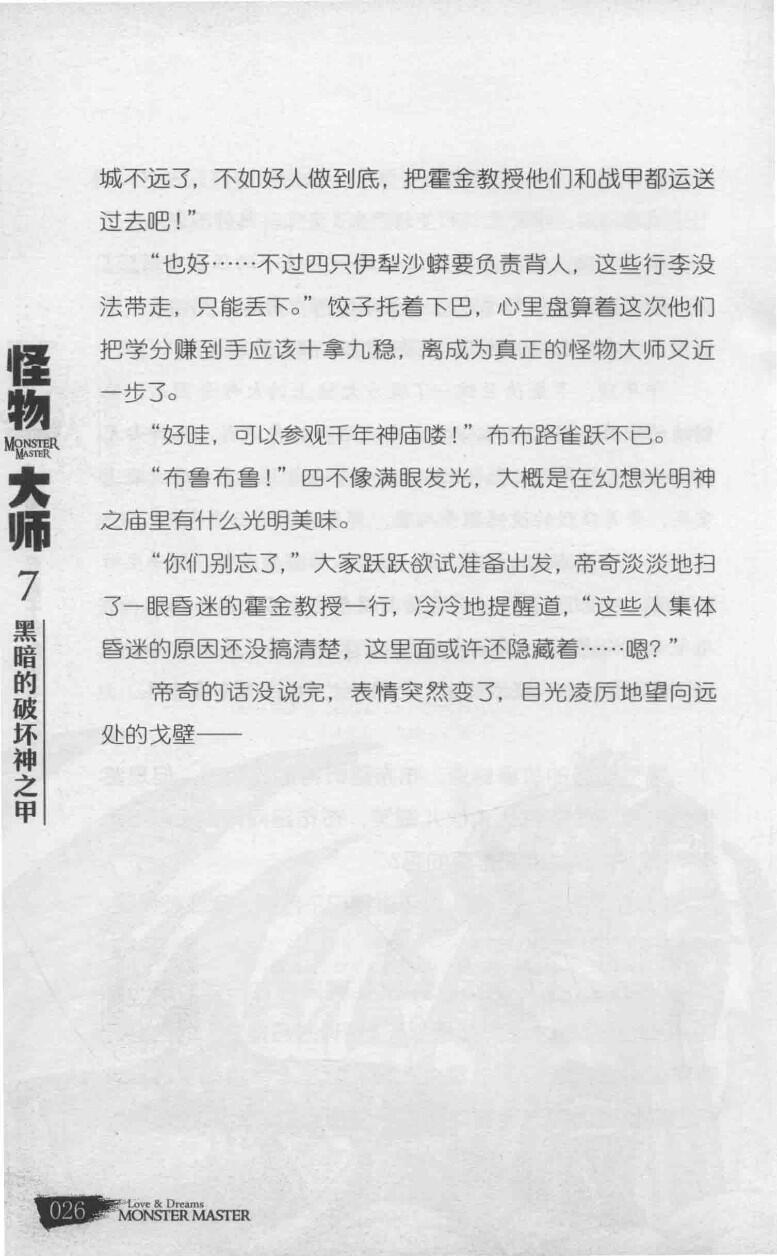 城不远了，不如好人做到底，把霍金教授他们和战甲都运送
过去吧！”
“也好……不过四只伊犁沙蟒要负责背人，这些行李没
法带走，只能丢下。”饺子托着下巴，心里盘算着这次他们
把学分赚到手应该十拿九稳，离成为真正的怪物大师又近
一步了。
“好哇，可以参观千年神庙喽！”布布路雀跃不已。
“布鲁布鲁！”四不像满眼发光，大概是在幻想光明神
之庙里有什么光明美味。
“你们别忘了，”大家跃跃欲试准备出发，帝奇淡淡地扫
了一眼昏迷的霍金教授一行，冷冷地提醒道，“这些人集体
昏迷的原因还没搞清楚，这里面或许还隐藏着……嗯？”
帝奇的话没说完，表情突然变了，目光凌厉地望向远
处的戈壁——
怪物
MONSTER
MASTER
大师
7
黑暗的破坏神之甲
026
Love & Dreams
MONSTER MASTER